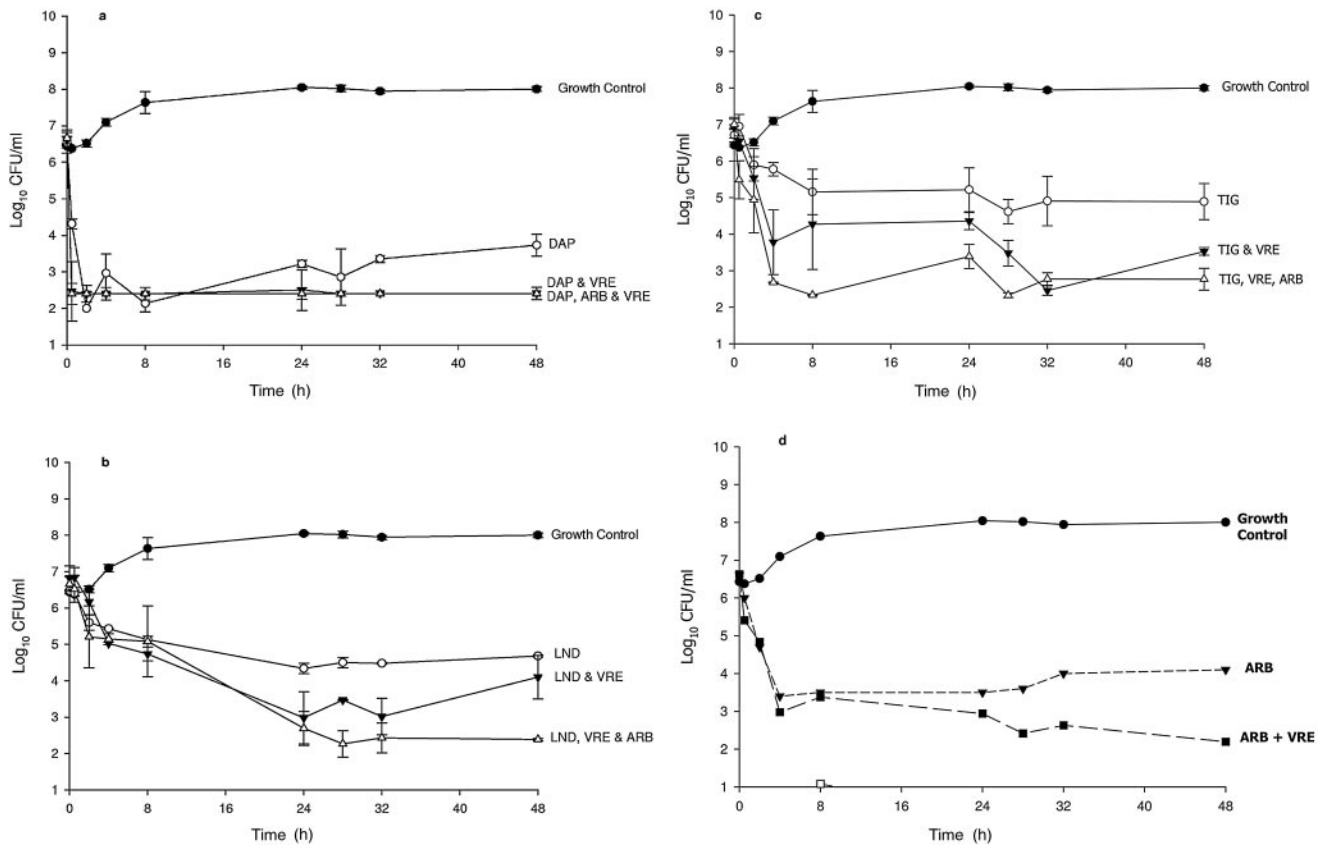 a
10
9
8
7
6
5
4
3
2
1
Log10 CFU/ml
Growth Control
DAP
DAP & VRE
DAP, ARB & VRE
0 8 16 24 32 40 48
Time (h)
c
10
9
8
7
6
5
4
3
2
1
Log10 CFU/ml
Growth Control
TIG
TIG & VRE
TIG, VRE, ARB
0 8 16 24 32 40 48
Time (h)
b
10
9
8
7
6
5
4
3
2
1
Log10 CFU/ml
Growth Control
LND
LND & VRE
LND, VRE & ARB
0 8 16 24 32 40 48
Time (h)
d
10
9
8
7
6
5
4
3
2
1
Log10 CFU/ml
Growth
Control
ARB
ARB + VRE
0 8 16 24 32 40 48
Time (h)